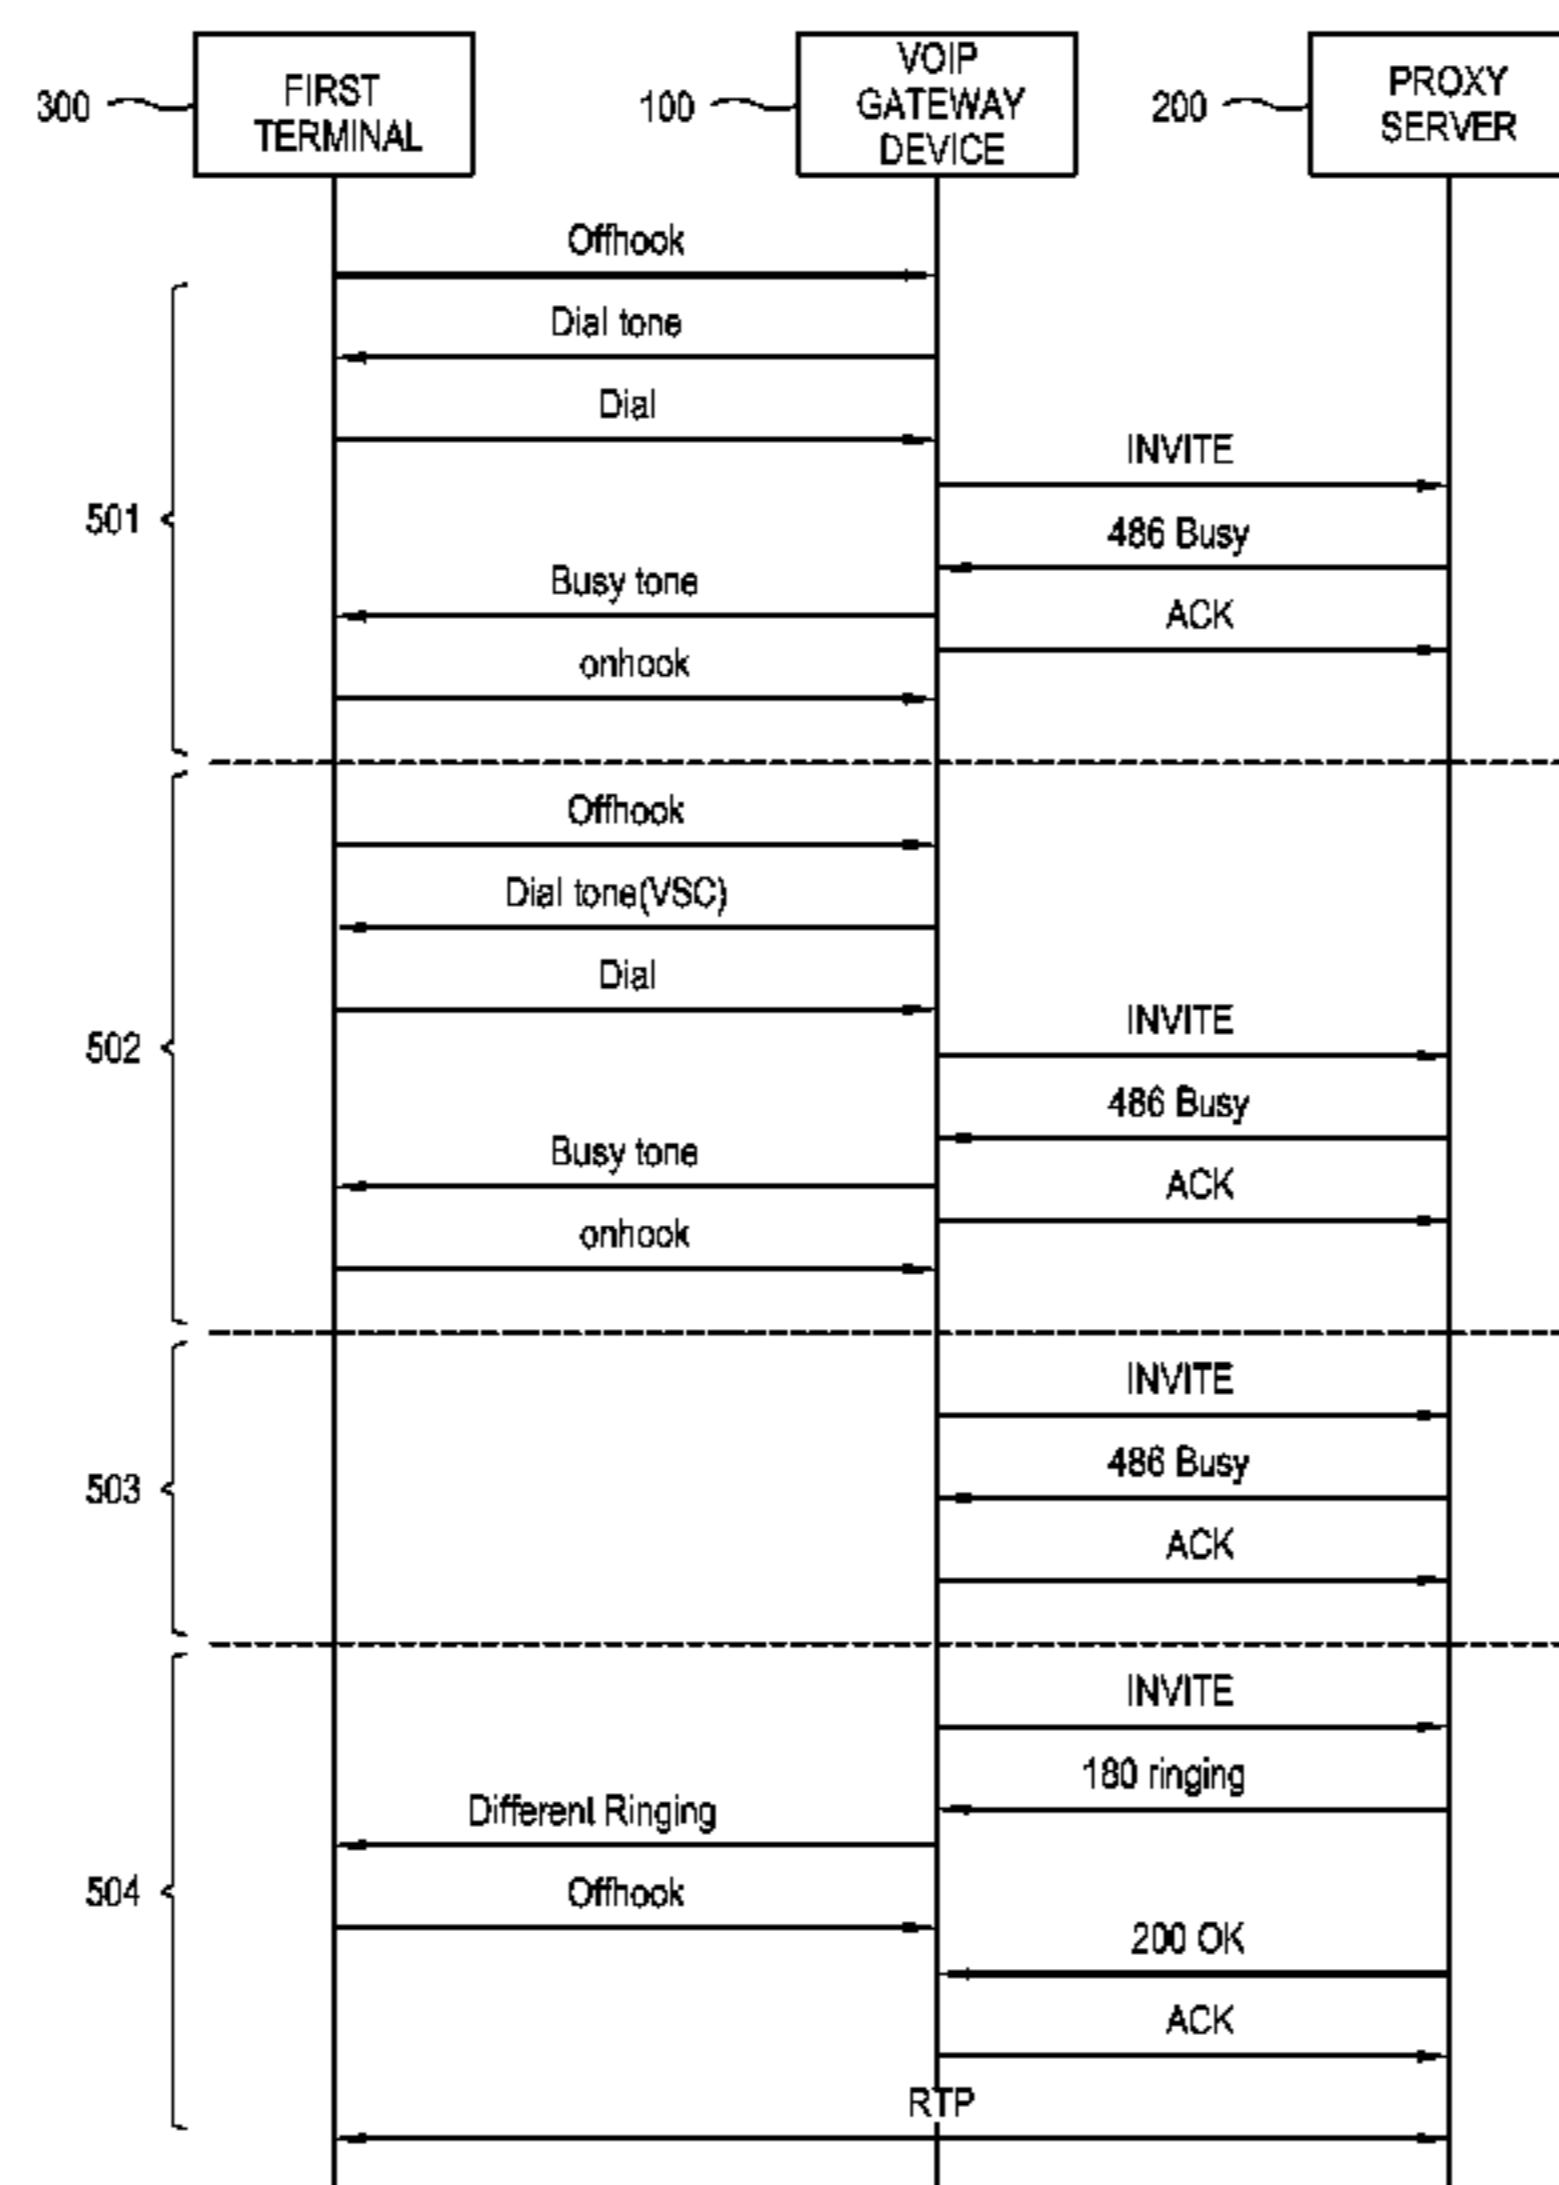 300
FIRST
TERMINAL
100
VOIP
GATEWAY
DEVICE
200
PROXY
SERVER
Offhook
Dial tone
Dial
INVITE
501
486 Busy
Busy tone
ACK
onhook
Offhook
Dial tone(VSC)
Dial
INVITE
502
486 Busy
Busy tone
ACK
onhook
INVITE
486 Busy
503
ACK
INVITE
180 ringing
Different Ringing
504
Offhook
200 OK
ACK
RTP